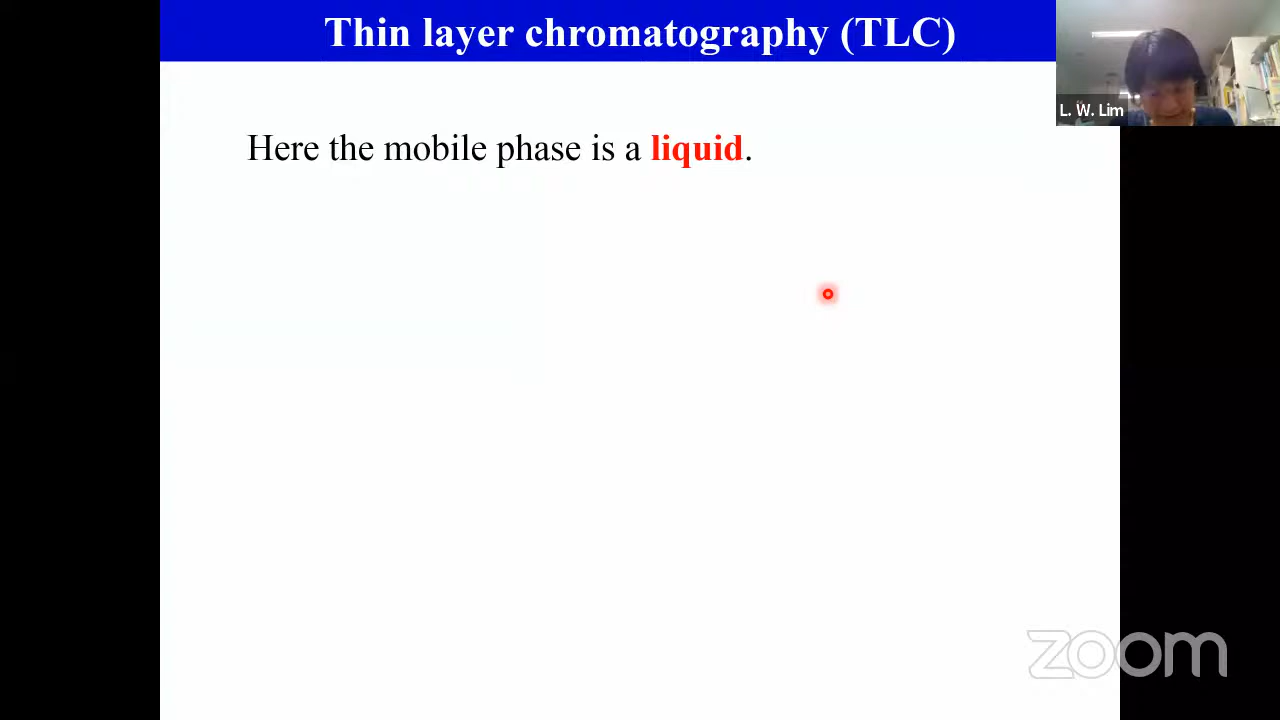 Thin layer chromatography (TLC)
L. W. Lim
Here the mobile phase is a liquid.
zoom